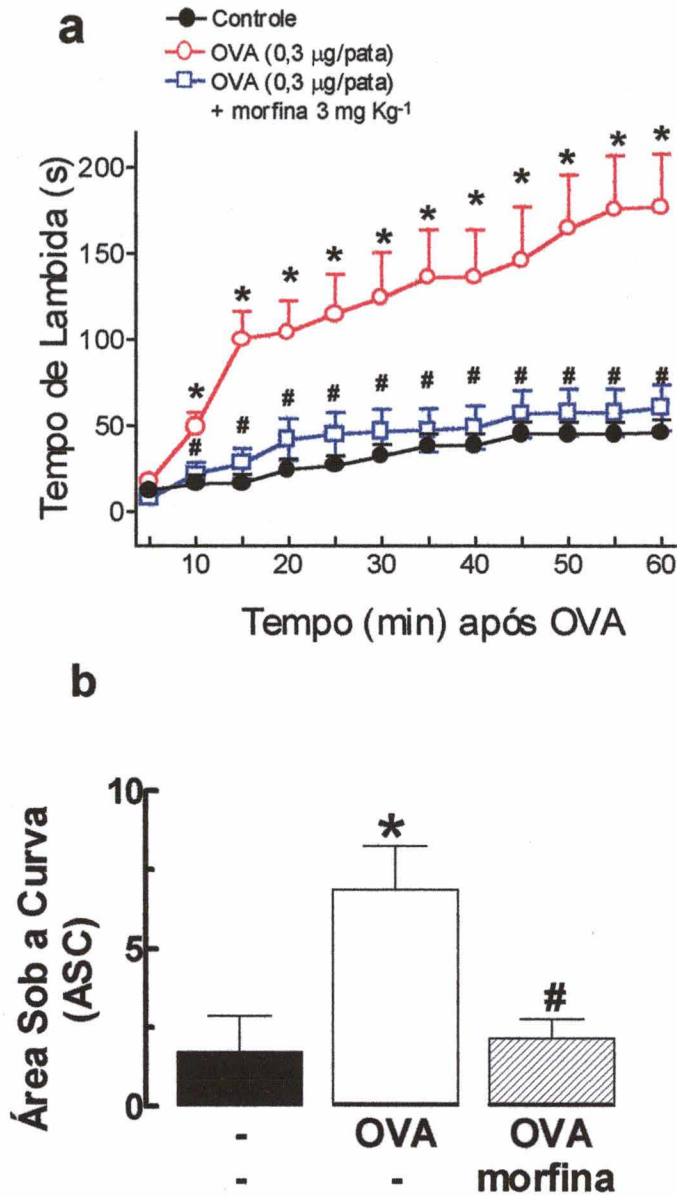 a
Controle
OVA (0,3 µg/pata)
OVA (0,3 µg/pata)
+ morfina 3 mg Kg-1
Tempo de Lambida (s)
200
150
100
50
0
* * * * * * * * * * *
# # # # # # # # # # #
10 20 30 40 50 60
Tempo (min) após OVA
b
Área Sob a Curva
(ASC)
10
5
0
*
#
- OVA OVA
- - morfina